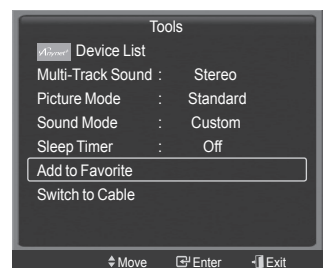 Tools
Anynet+ Device List
Multi-Track Sound : Stereo
Picture Mode : Standard
Sound Mode : Custom
Sleep Timer : Off
Add to Favorite
Switch to Cable
Move Enter Exit